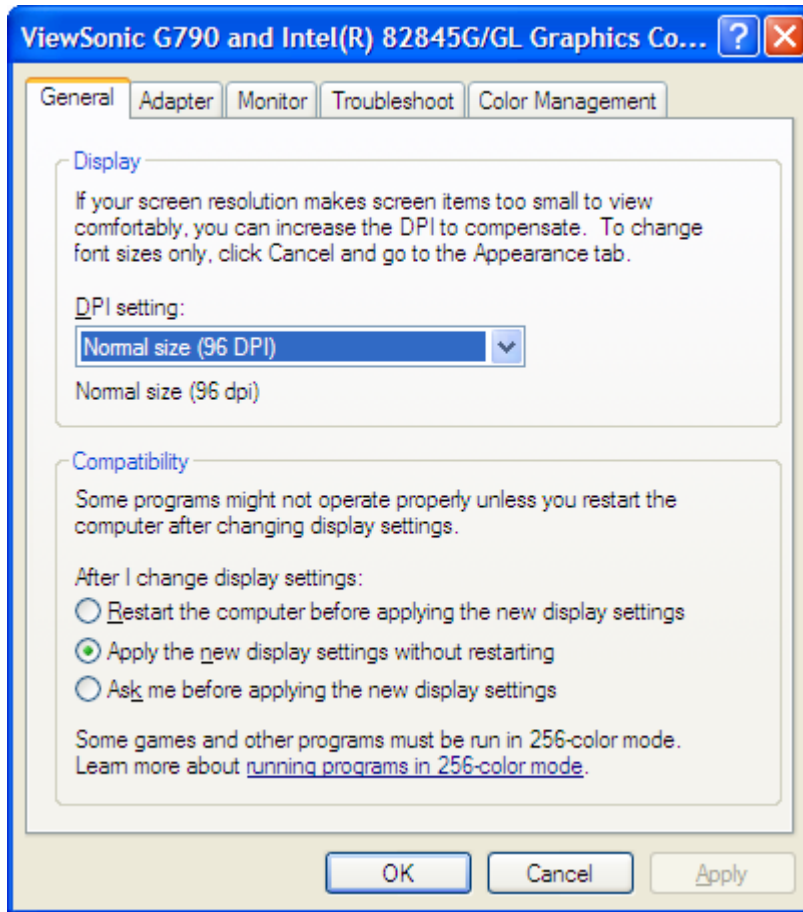 ViewSonic G790 and Intel(R) 82845G/GL Graphics Co...
General Adapter Monitor Troubleshoot Color Management
Display
If your screen resolution makes screen items too small to view
comfortably, you can increase the DPI to compensate. To change
font sizes only, click Cancel and go to the Appearance tab.
DPI setting:
Normal size (96 DPI)
Normal size (96 dpi)
Compatibility
Some programs might not operate properly unless you restart the
computer after changing display settings.
After I change display settings:
Restart the computer before applying the new display settings
Apply the new display settings without restarting
Ask me before applying the new display settings
Some games and other programs must be run in 256-color mode.
Learn more about running programs in 256-color mode.
OK Cancel Apply